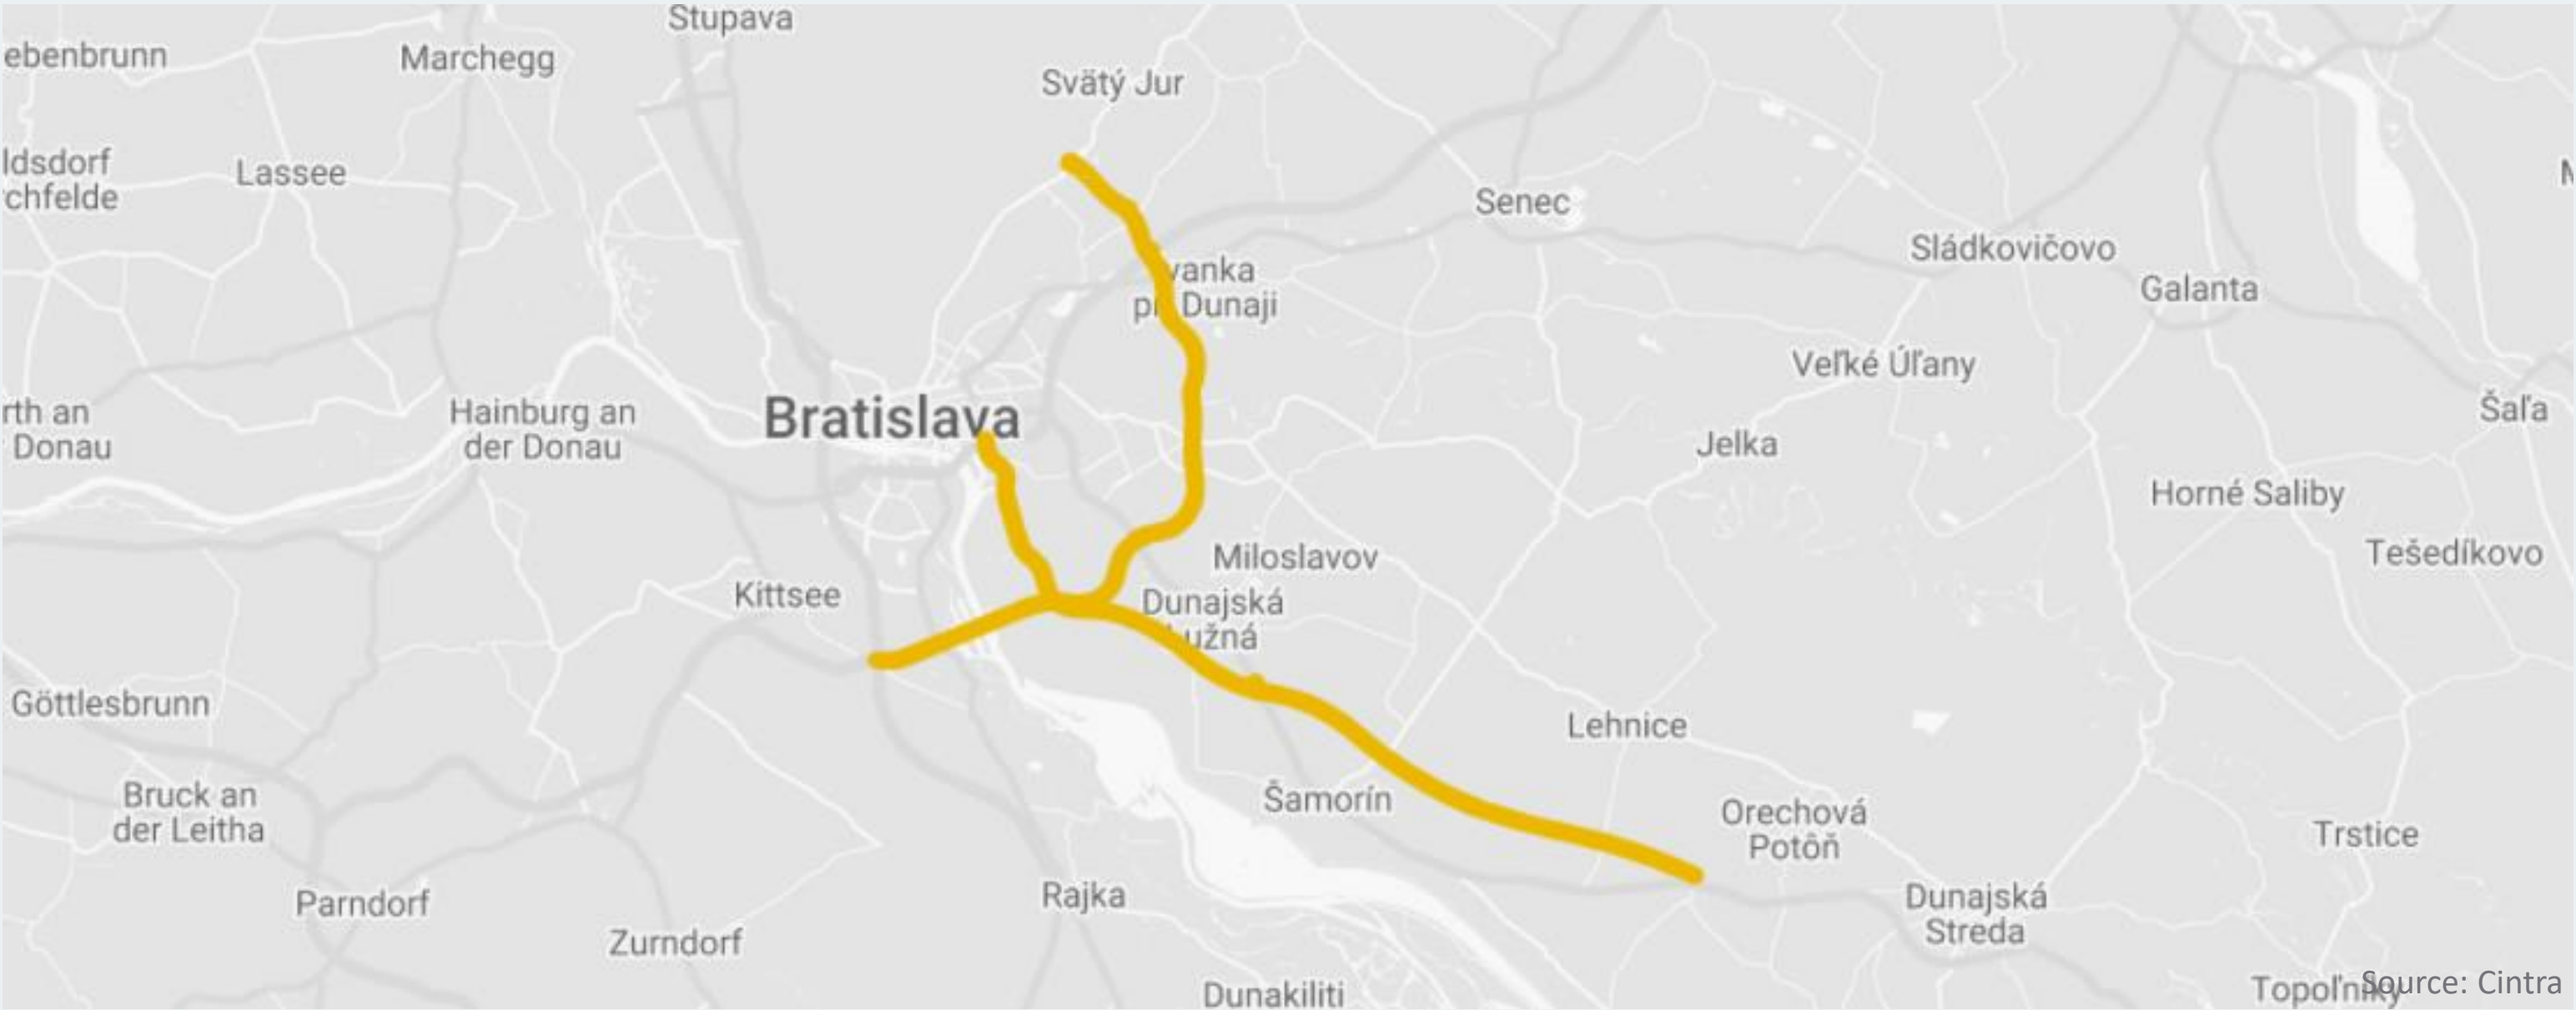 Stupava
ebenbrunn
Marchegg
Svätý Jur
ldsdorf
chfelde
Lassee
Senec
Sládkovičovo
vanka
pri Dunaji
Galanta
Veľké Úľany
rth an
Donau
Hainburg an
der Donau
Bratislava
Jelka
Šaľa
Horné Saliby
Miloslavov
Tešedíkovo
Kittsee
Dunajská
Lužná
Göttlesbrunn
Lehnice
Bruck an
der Leitha
Šamorín
Orechová
Potôň
Trstice
Parndorf
Rajka
Dunajská
Streda
Zurndorf
Dunakiliti
Topoľníky
Source: Cintra